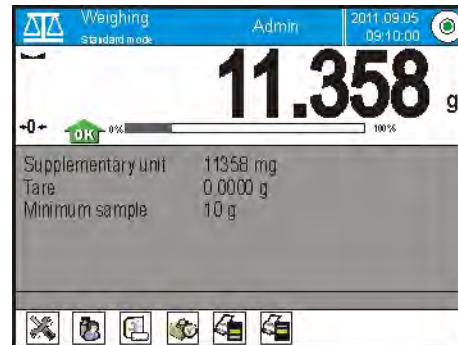 Weighing
Standard mode
Admin
2011.09.05
09:10:00
11.358 g
+0+
OK 0% 100%
Supplementary unit 11358 mg
Tare 0.0000 g
Minimum sample 10 g